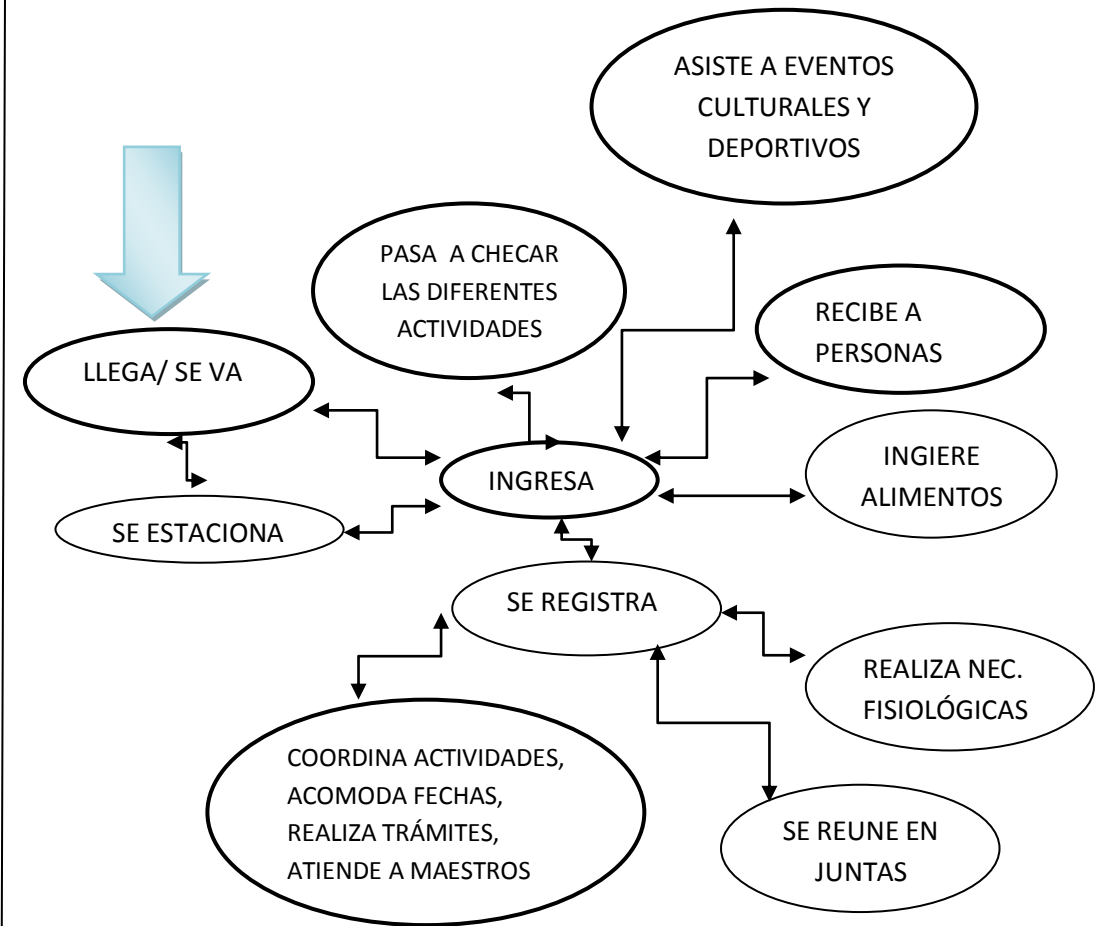 ASISTE A EVENTOS
CULTURALES Y
DEPORTIVOS
PASA A CHECAR
LAS DIFERENTES
ACTIVIDADES
RECIBE A
PERSONAS
LLEGA/ SE VA
INGIERE
ALIMENTOS
INGRESA
SE ESTACIONA
SE REGISTRA
REALIZA NEC.
FISIOLÓGICAS
COORDINA ACTIVIDADES,
ACOMODA FECHAS,
REALIZA TRÁMITES,
ATIENDE A MAESTROS
SE REUNE EN
JUNTAS